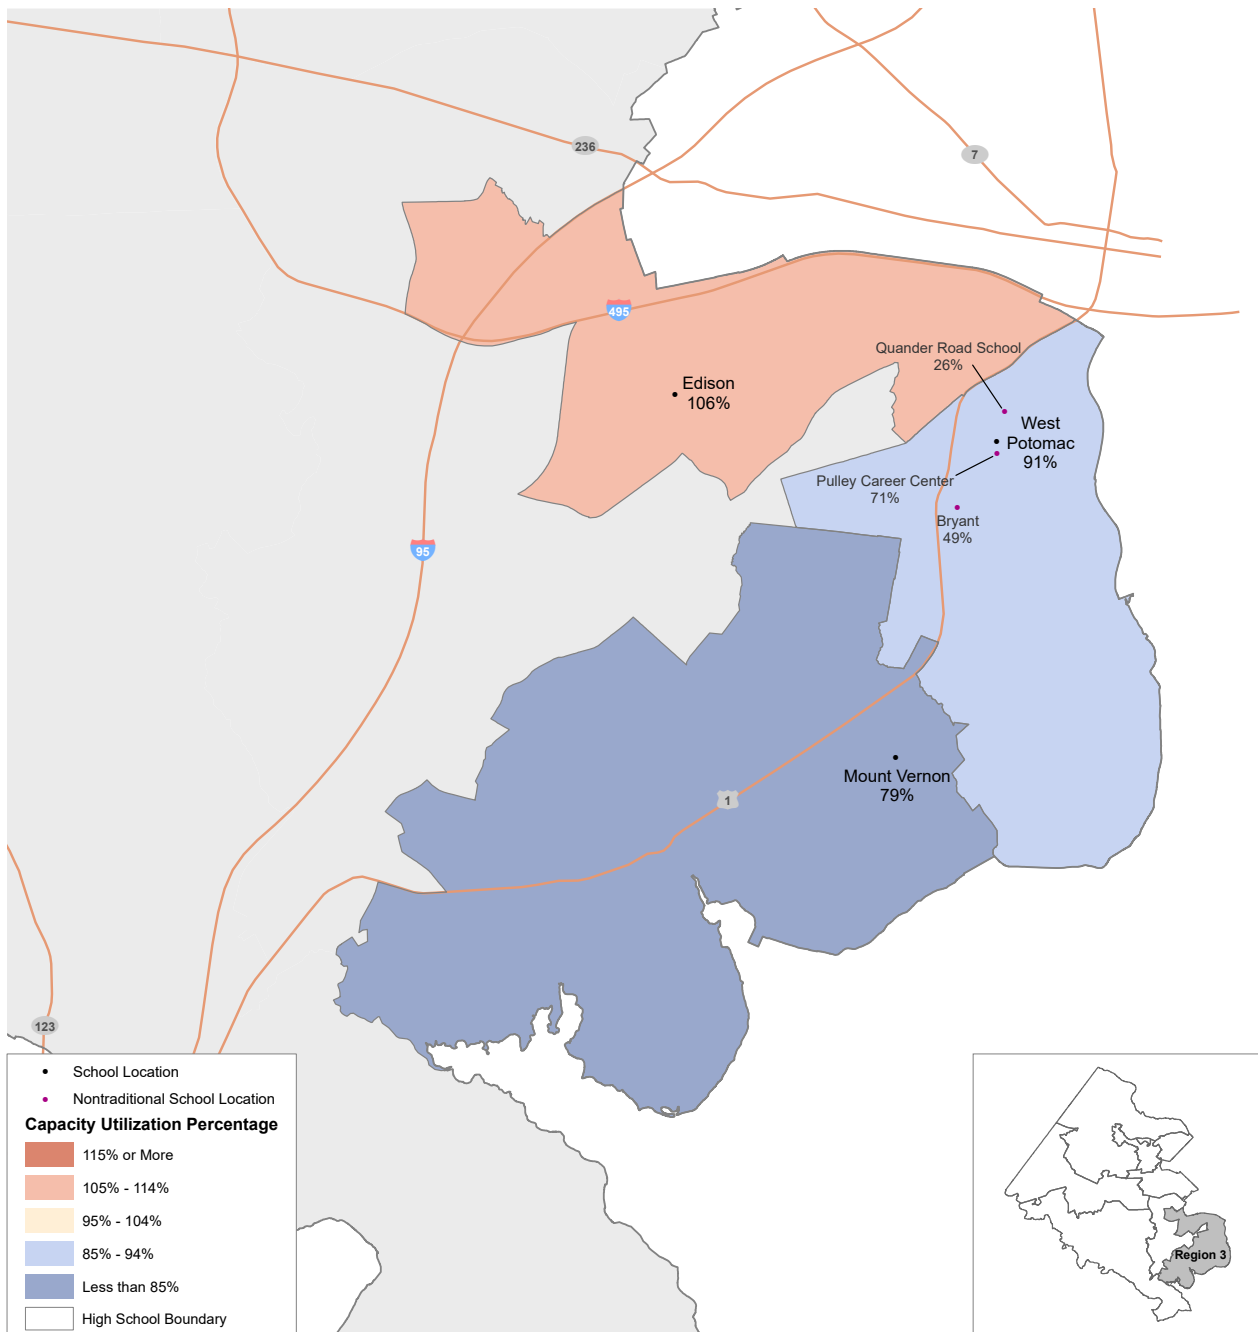 236
7
495
Quander Road School
26%
Edison
106%
West
Potomac
91%
Pulley Career Center
71%
Bryant
49%
95
Mount Vernon
79%
1
123
School Location
Nontraditional School Location
Capacity Utilization Percentage
115% or More
105% - 114%
95% - 104%
85% - 94%
Less than 85%
High School Boundary
Region 3